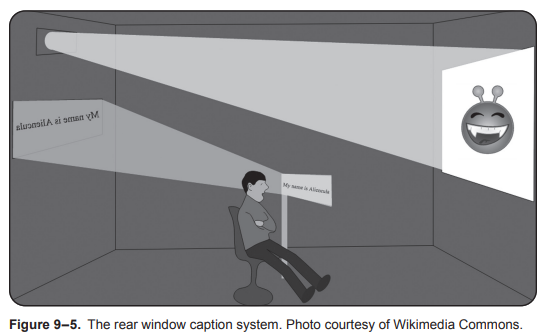 My name is Aliencula
My name is Aliencula
Figure 9–5. The rear window caption system. Photo courtesy of Wikimedia Commons.